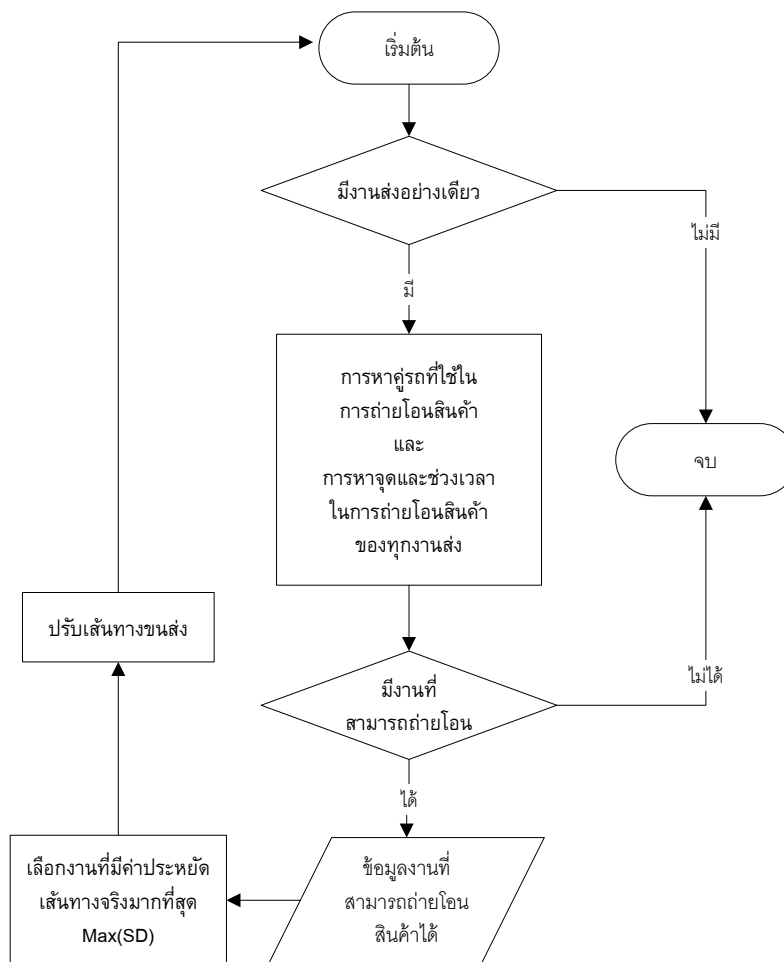 เริ่มต้น
มีงานส่งอย่างเดียว
ไม่มี
มี
การหาคู่รถที่ใช้ใน
การถ่ายโอนสินค้า
และ
การหาจุดและช่วงเวลา
ในการถ่ายโอนสินค้า
ของทุกงานส่ง
จบ
ปรับเส้นทางขนส่ง
มีงานที่
สามารถถ่ายโอน
ไม่ได้
ได้
ข้อมูลงานที่
สามารถถ่ายโอน
สินค้าได้
เลือกงานที่มีค่าประหยัด
เส้นทางจริงมากที่สุด
Max(SD)